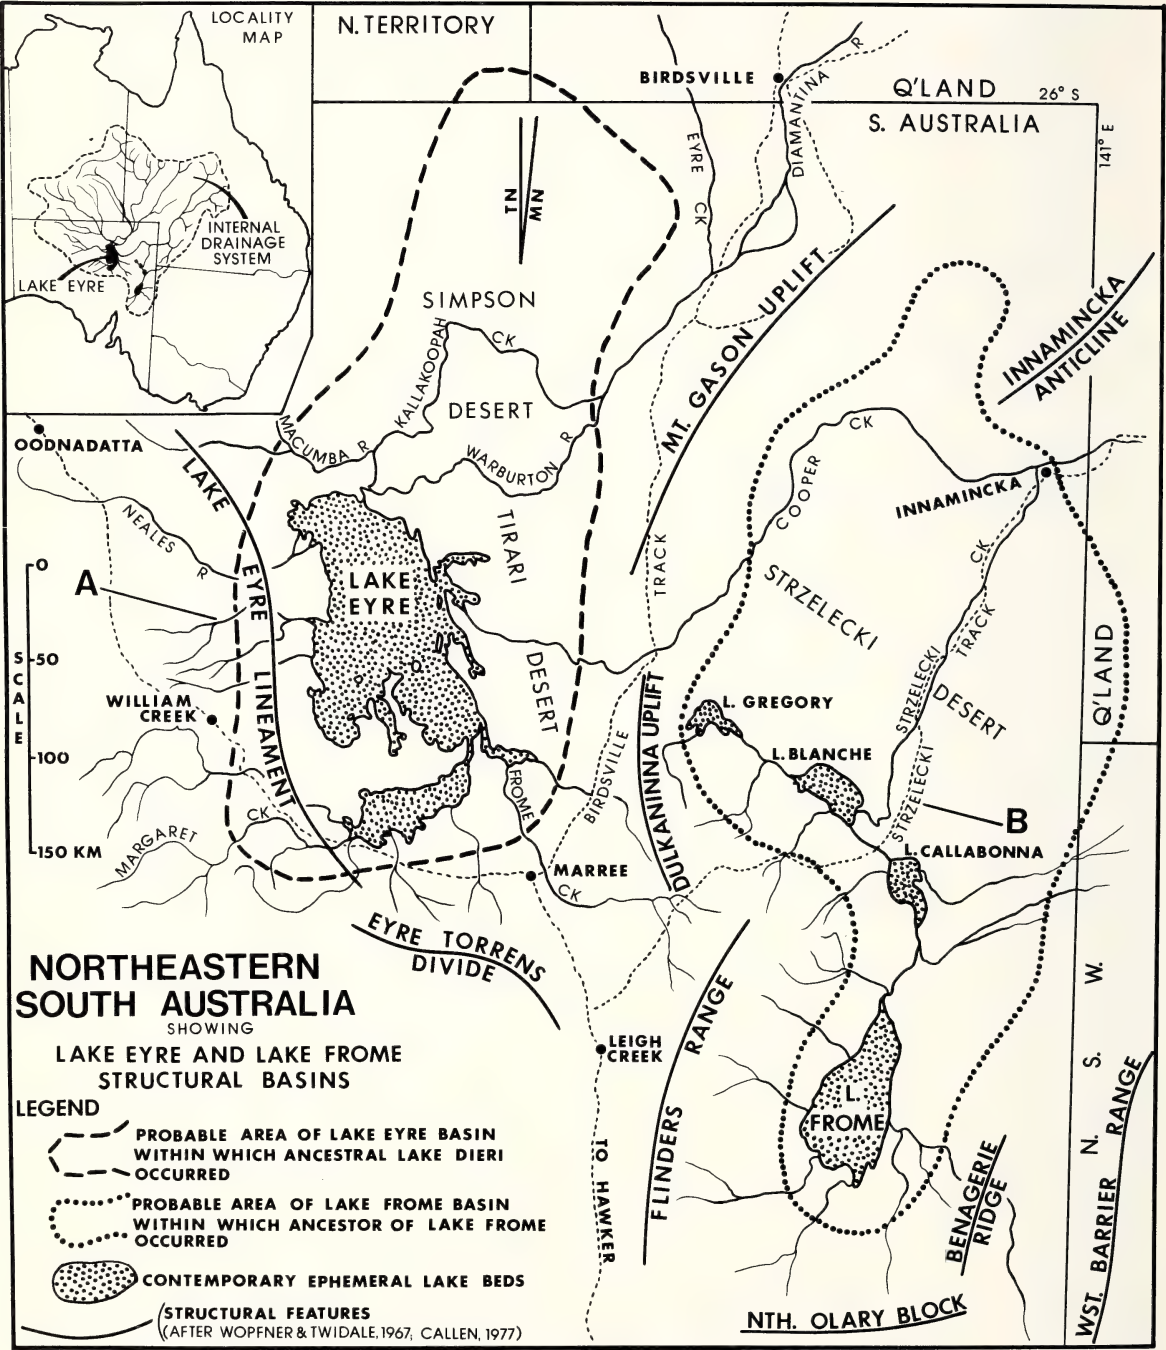 LOCALITY
MAP
INTERNAL
DRAINAGE
SYSTEM
LAKE EYRE
N. TERRITORY
BIRDSVILLE
Q'LAND
26° S
S. AUSTRALIA
141° E
DIAMANTINA
R
EYRE CK
TN
MN
SIMPSON
KALLAKOOPAH
CK
DESERT
MACUMBA R
WARBURTON R
MT. GASON UPLIFT
INNAMINCKA
ANTICLINE
OODNADATTA
LAKE EYRE LINEAMENT
NEALES
R
TIRARI
DESERT
COOPER
CK
INNAMINCKA
CK
STRZELECKI
DESERT
STRZELECKI
TRACK
STRZELECKI
Q'LAND
TRACK
BIRDSVILLE
A
LAKE
EYRE
SCALE
0
50
100
150 KM
WILLIAM
CREEK
MARGARET
CK
FROME
CK
MARREE
DULKANINNA UPLIFT
L. GREGORY
L. BLANCHE
B
L. CALLABONNA
EYRE TORRENS
DIVIDE
FLINDERS RANGE
LEIGH
CREEK
TO HAWKER
L.
FROME
BENAGERIE
RIDGE
N. S. W.
WST. BARRIER RANGE
NTH. OLARY BLOCK
NORTHEASTERN
SOUTH AUSTRALIA
SHOWING
LAKE EYRE AND LAKE FROME
STRUCTURAL BASINS
LEGEND
PROBABLE AREA OF LAKE EYRE BASIN
WITHIN WHICH ANCESTRAL LAKE DIERI
OCCURRED
PROBABLE AREA OF LAKE FROME BASIN
WITHIN WHICH ANCESTOR OF LAKE FROME
OCCURRED
CONTEMPORARY EPHEMERAL LAKE BEDS
STRUCTURAL FEATURES
(AFTER WOPFNER & TWIDALE, 1967; CALLEN, 1977)